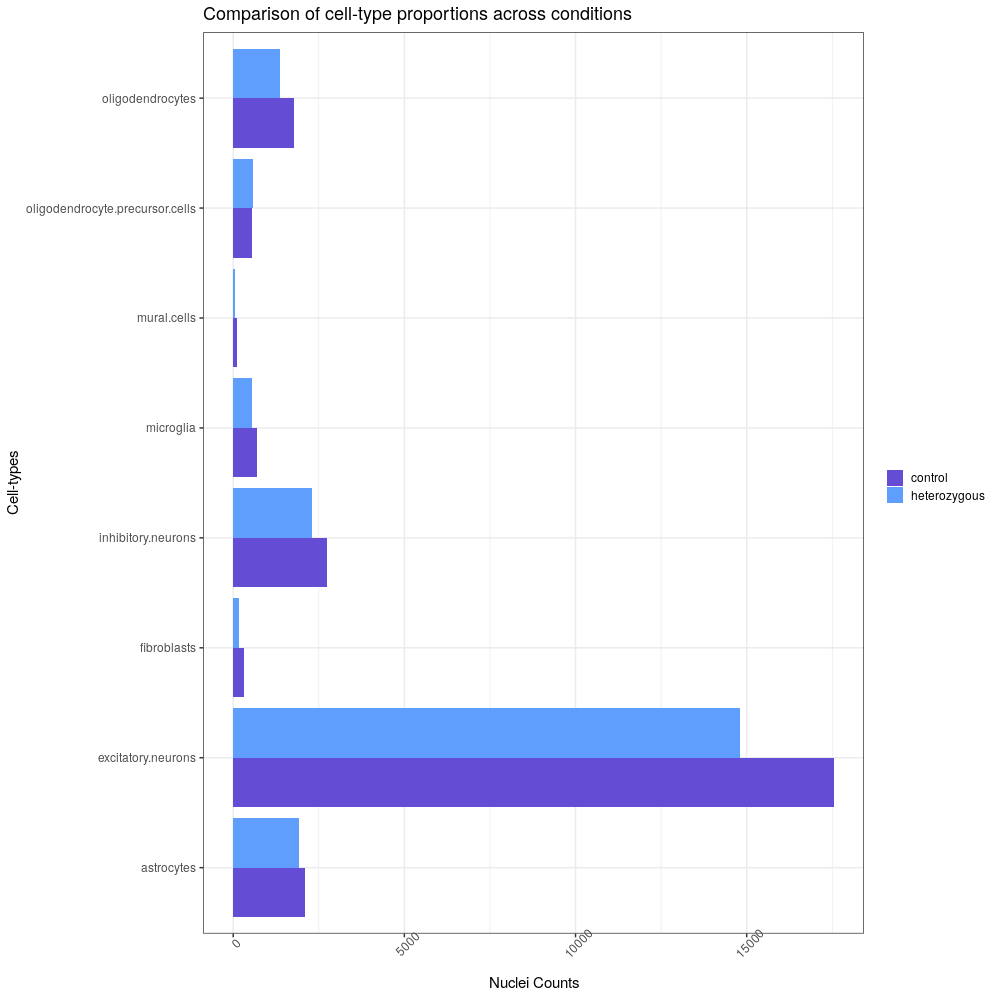 Comparison of cell-type proportions across conditions
oligodendrocytes
oligodendrocyte.precursor.cells
mural.cells
microglia
inhibitory.neurons
fibroblasts
excitatory.neurons
astrocytes
Cell-types
0
5000
10000
15000
Nuclei Counts
control
heterozygous